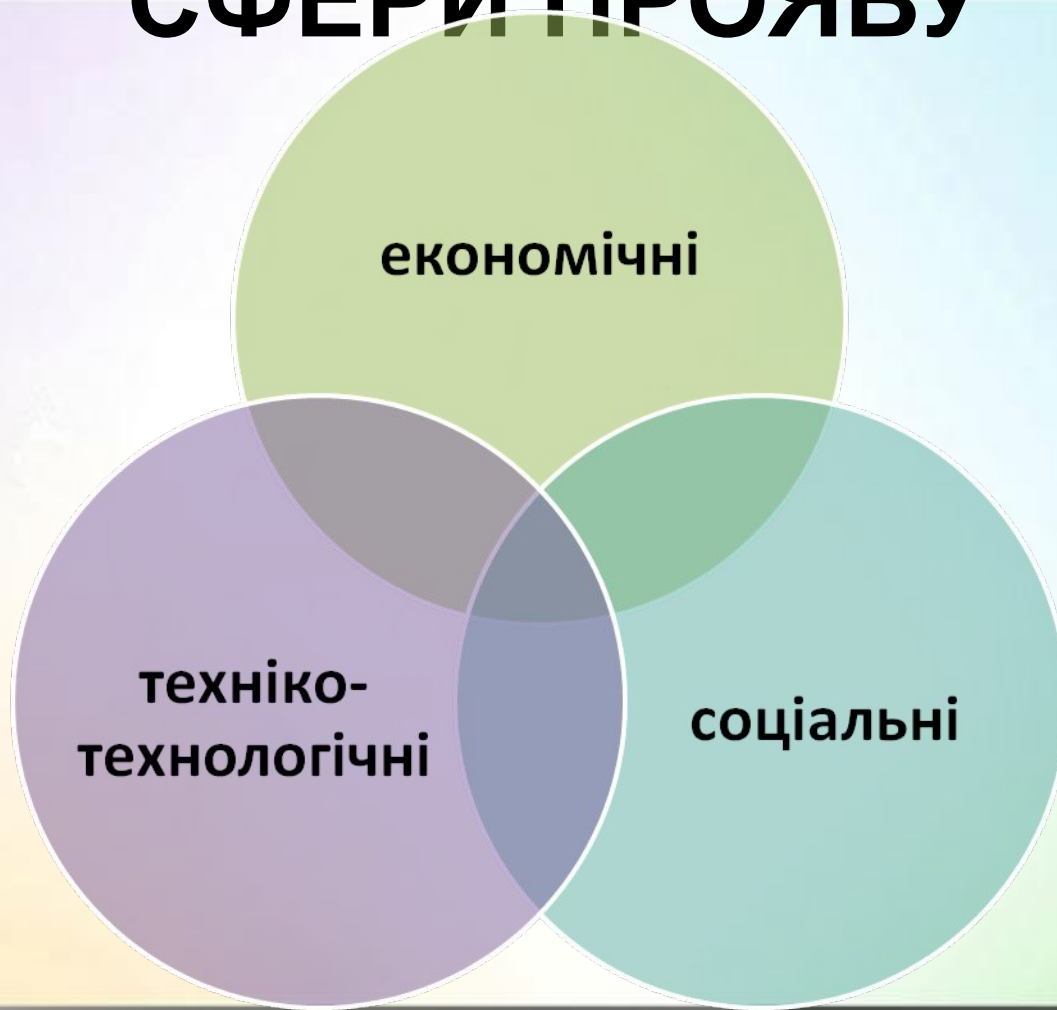 СФЕРИ ПРОЯВУ
економічні
техніко-
технологічні
соціальні